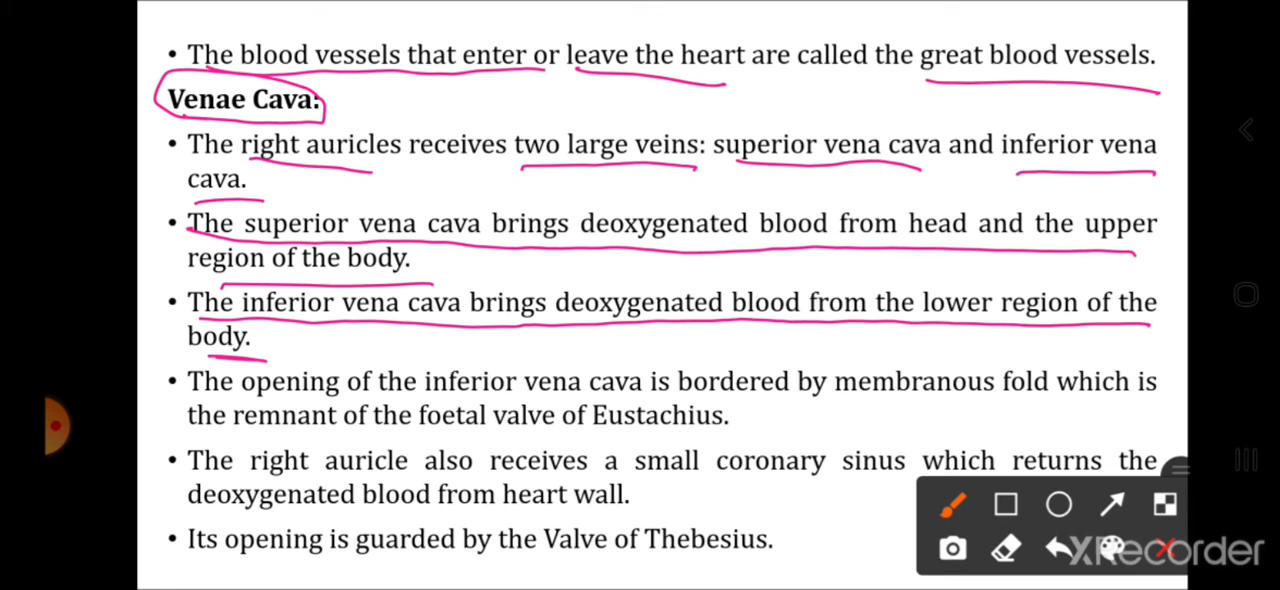 • The blood vessels that enter or leave the heart are called the great blood vessels.
Venae Cava:
• The right auricles receives two large veins: superior vena cava and inferior vena
cava.
• The superior vena cava brings deoxygenated blood from head and the upper
region of the body.
• The inferior vena cava brings deoxygenated blood from the lower region of the
body.
• The opening of the inferior vena cava is bordered by membranous fold which is
the remnant of the foetal valve of Eustachius.
• The right auricle also receives a small coronary sinus which returns the
deoxygenated blood from heart wall.
• Its opening is guarded by the Valve of Thebesius.
XRecorder